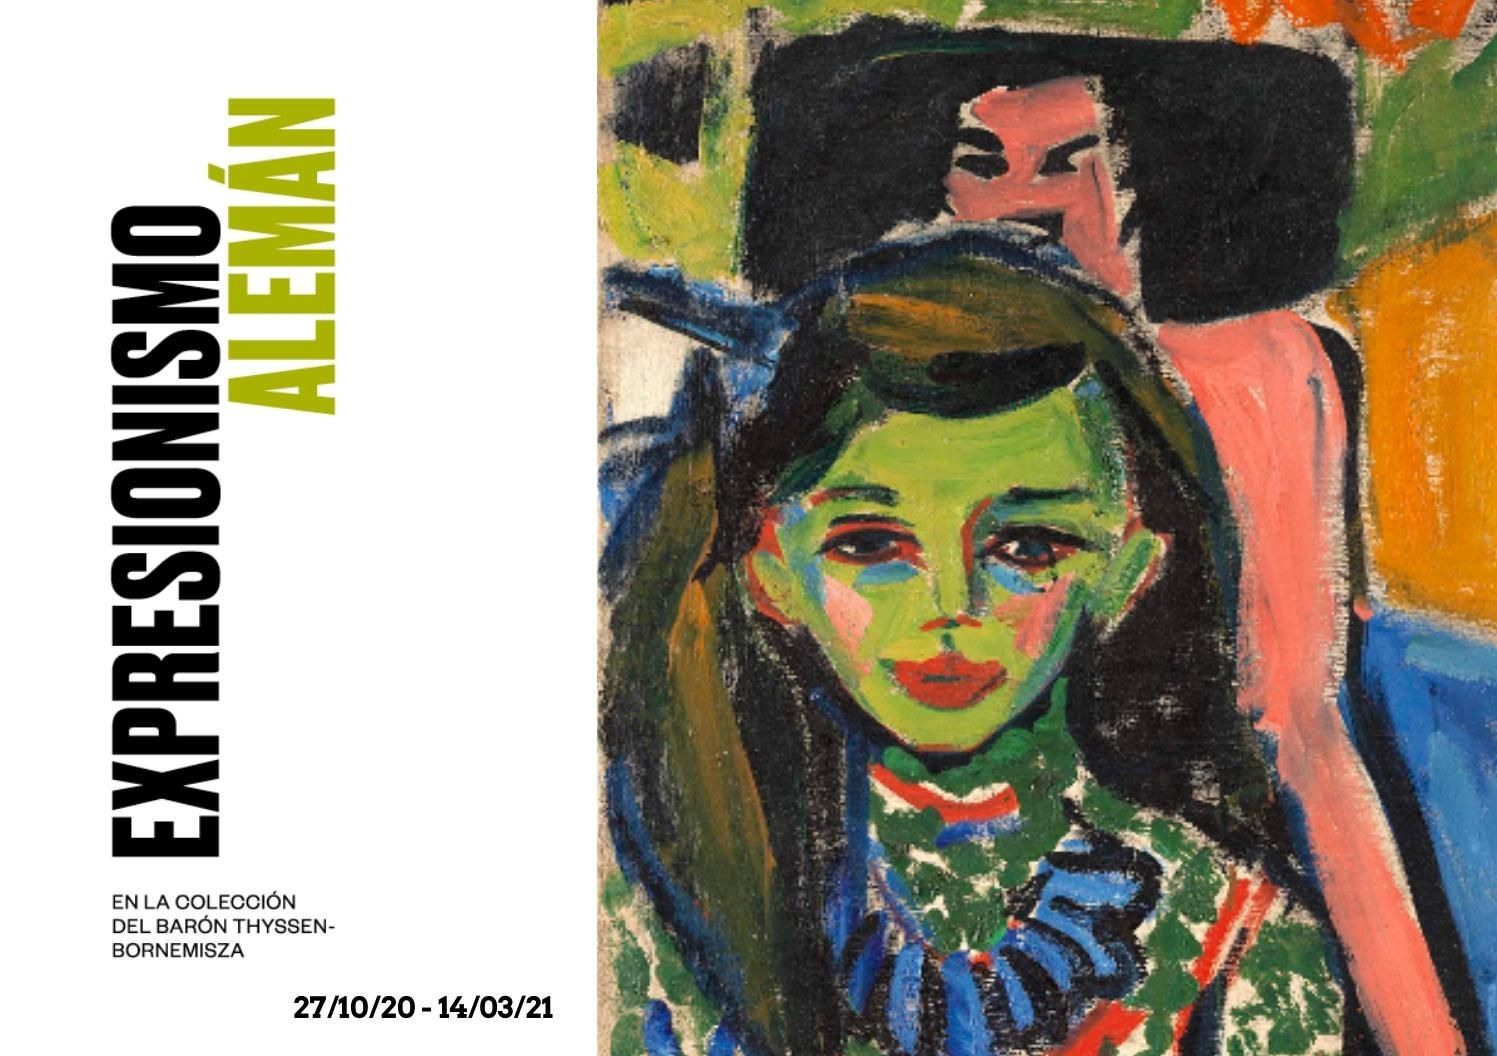 EXPRESIONISMO
ALEMÁN
EN LA COLECCIÓN
DEL BARÓN THYSSEN-
BORNEMISZA
27/10/20 - 14/03/21